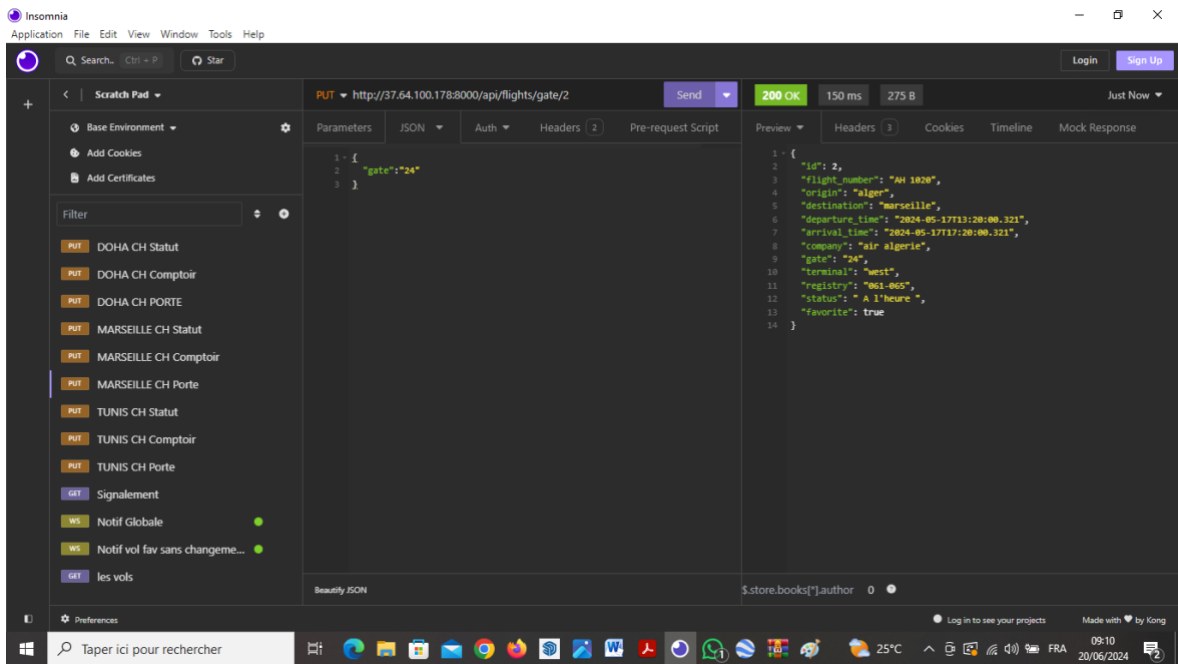 Insomnia
Application File Edit View Window Tools Help
Search.. Ctrl + P Star Login Sign Up
Scratch Pad
Base Environment
Add Cookies
Add Certificates
Filter
PUT DOHA CH Statut
PUT DOHA CH Comptoir
PUT DOHA CH PORTE
PUT MARSEILLE CH Statut
PUT MARSEILLE CH Comptoir
PUT MARSEILLE CH Porte
PUT TUNIS CH Statut
PUT TUNIS CH Comptoir
PUT TUNIS CH Porte
GET Signalement
WS Notif Globale
WS Notif vol fav sans changeme...
GET les vols
PUT http://37.64.100.178:8000/api/flights/gate/2 Send
Parameters JSON Auth Headers 2 Pre-request Script
1 {
2 "gate":"24"
3 }
Beautify JSON
200 OK 150 ms 275 B Just Now
Preview Headers 3 Cookies Timeline Mock Response
1 {
2 "id": 2,
3 "flight_number": "AH 1020",
4 "origin": "alger",
5 "destination": "marseille",
6 "departure_time": "2024-05-17T13:20:00.321",
7 "arrival_time": "2024-05-17T17:20:00.321",
8 "company": "air algerie",
9 "gate": "24",
10 "terminal": "west",
11 "registry": "061-065",
12 "status": " A l'heure ",
13 "favorite": true
14 }
$.store.books[*].author 0
Preferences Log in to see your projects Made with ♥ by Kong
Taper ici pour rechercher 25°C FRA 09:10
20/06/2024 2